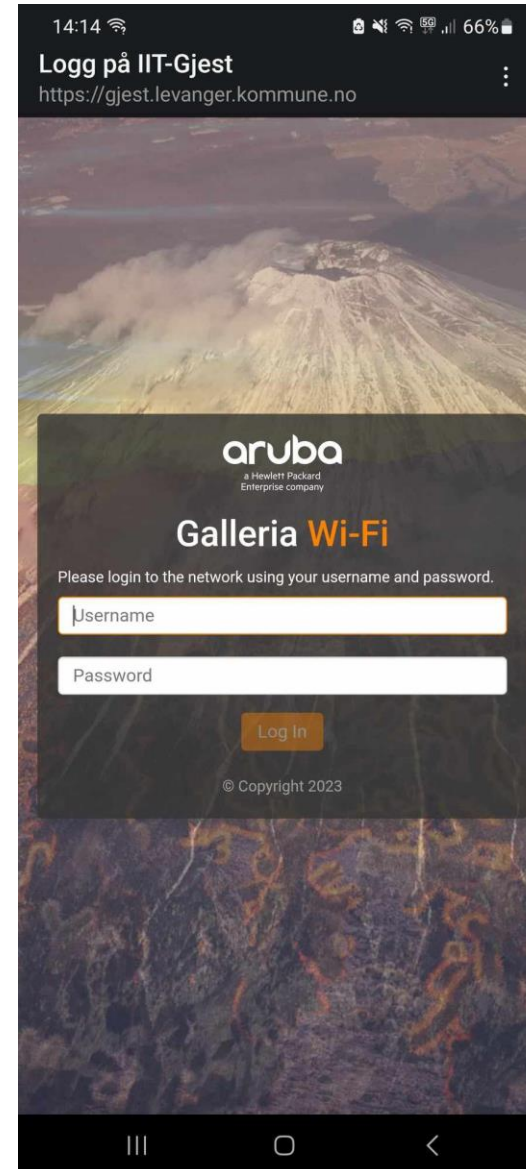 14:14
5G
66%
Logg på IIT-Gjest
https://gjest.levanger.kommune.no
aruba
a Hewlett Packard
Enterprise company
Galleria Wi-Fi
Please login to the network using your username and password.
Username
Password
Log In
© Copyright 2023